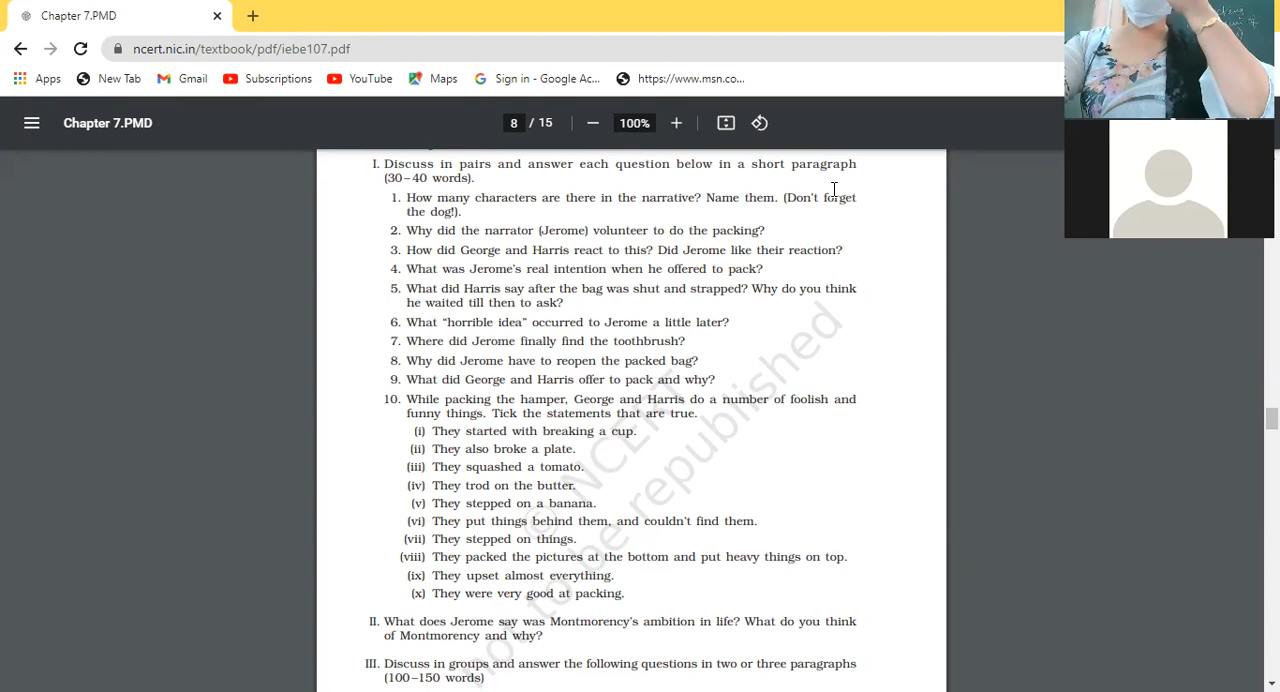 Chapter 7.PMD
ncert.nic.in/textbook/pdf/iebe107.pdf
Apps New Tab Gmail Subscriptions YouTube Maps Sign in - Google Ac... https://www.msn.co...
Chapter 7.PMD 8 / 15 100%
I. Discuss in pairs and answer each question below in a short paragraph
(30–40 words).
1. How many characters are there in the narrative? Name them. (Don't forget
the dog!).
2. Why did the narrator (Jerome) volunteer to do the packing?
3. How did George and Harris react to this? Did Jerome like their reaction?
4. What was Jerome's real intention when he offered to pack?
5. What did Harris say after the bag was shut and strapped? Why do you think
he waited till then to ask?
6. What “horrible idea” occurred to Jerome a little later?
7. Where did Jerome finally find the toothbrush?
8. Why did Jerome have to reopen the packed bag?
9. What did George and Harris offer to pack and why?
10. While packing the hamper, George and Harris do a number of foolish and
funny things. Tick the statements that are true.
(i) They started with breaking a cup.
(ii) They also broke a plate.
(iii) They squashed a tomato.
(iv) They trod on the butter.
(v) They stepped on a banana.
(vi) They put things behind them, and couldn't find them.
(vii) They stepped on things.
(viii) They packed the pictures at the bottom and put heavy things on top.
(ix) They upset almost everything.
(x) They were very good at packing.
II. What does Jerome say was Montmorency's ambition in life? What do you think
of Montmorency and why?
III. Discuss in groups and answer the following questions in two or three paragraphs
(100–150 words)
© NCERT
not to be republished